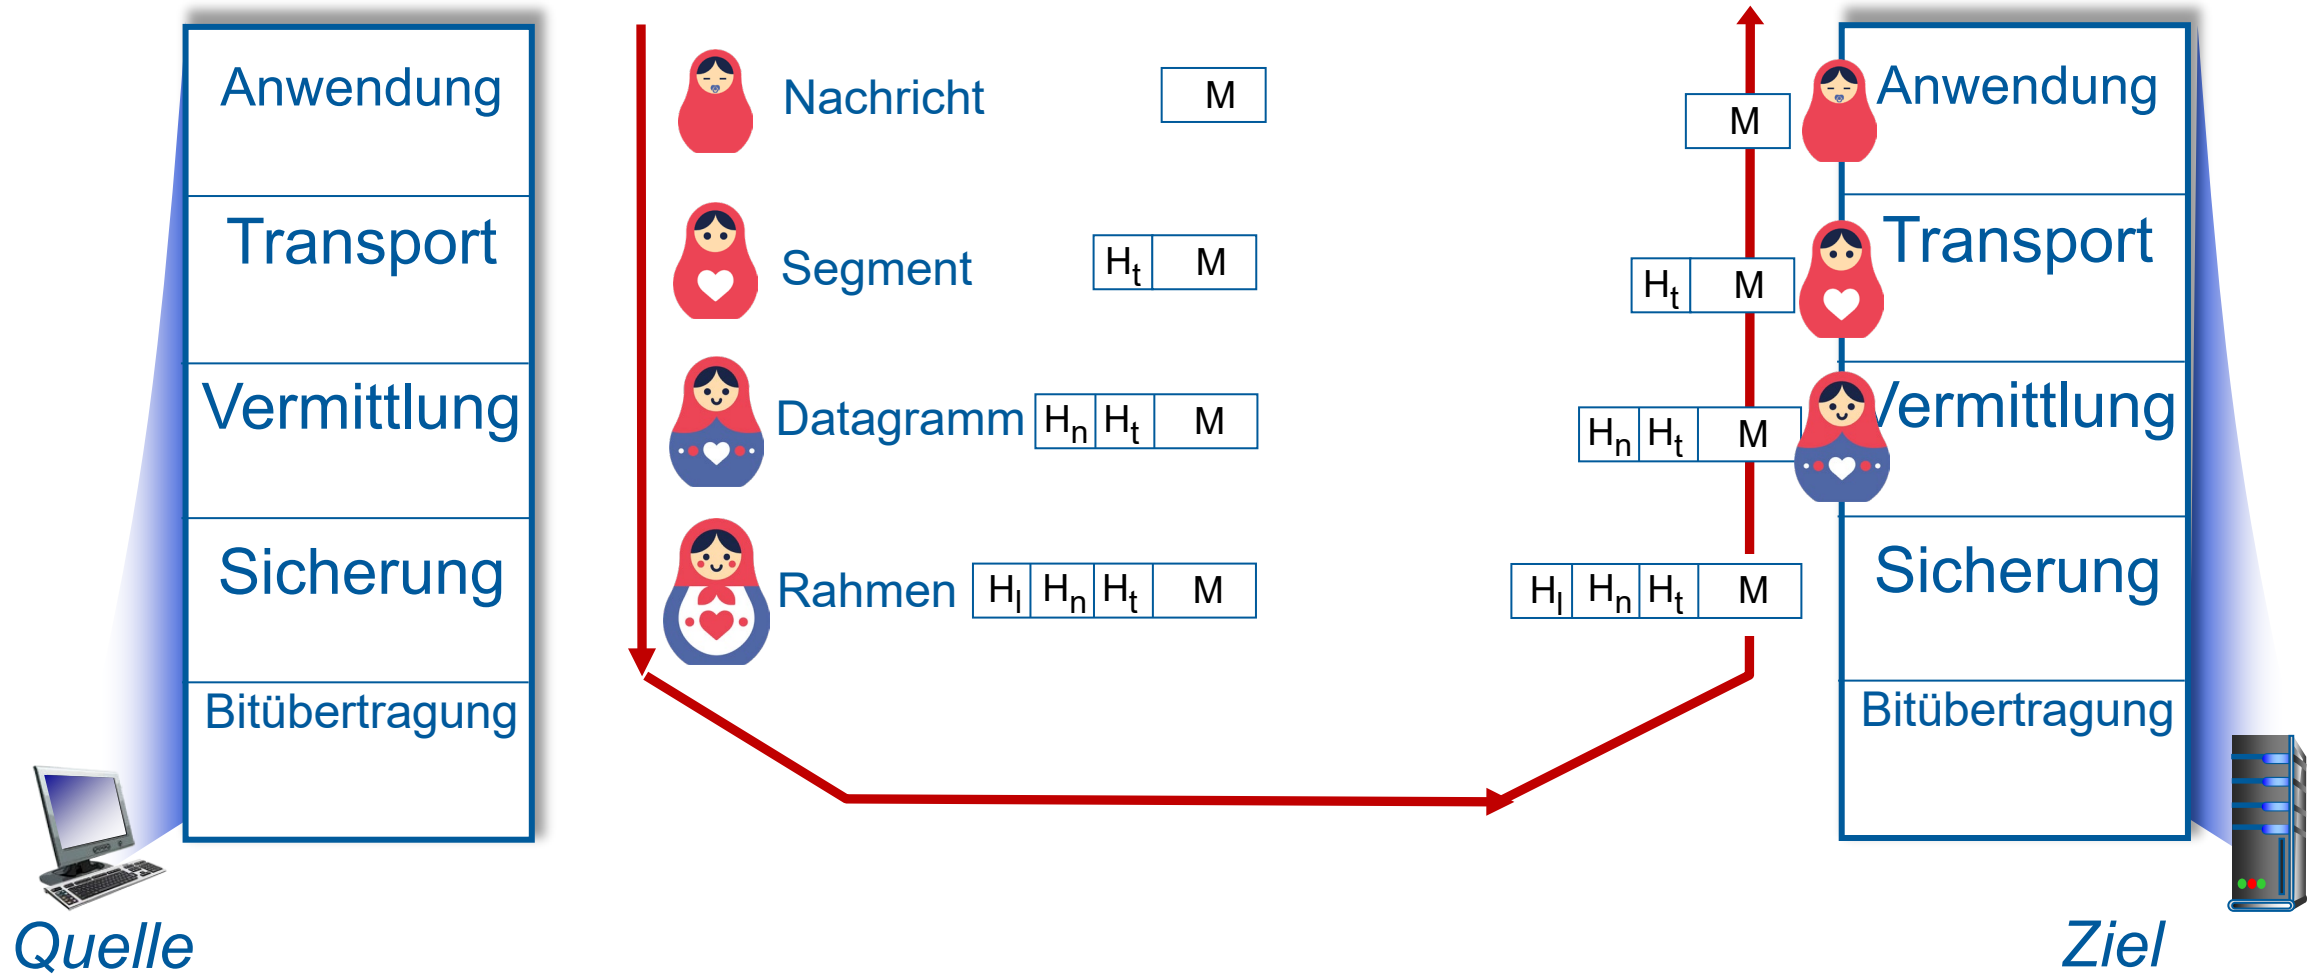 Anwendung
Transport
Vermittlung
Sicherung
Bitübertragung
Quelle
Nachricht M
Segment Ht M
Datagramm Hn Ht M
Rahmen Hl Hn Ht M
M
Ht M
Hn Ht M
Hl Hn Ht M
Anwendung
Transport
Vermittlung
Sicherung
Bitübertragung
Ziel